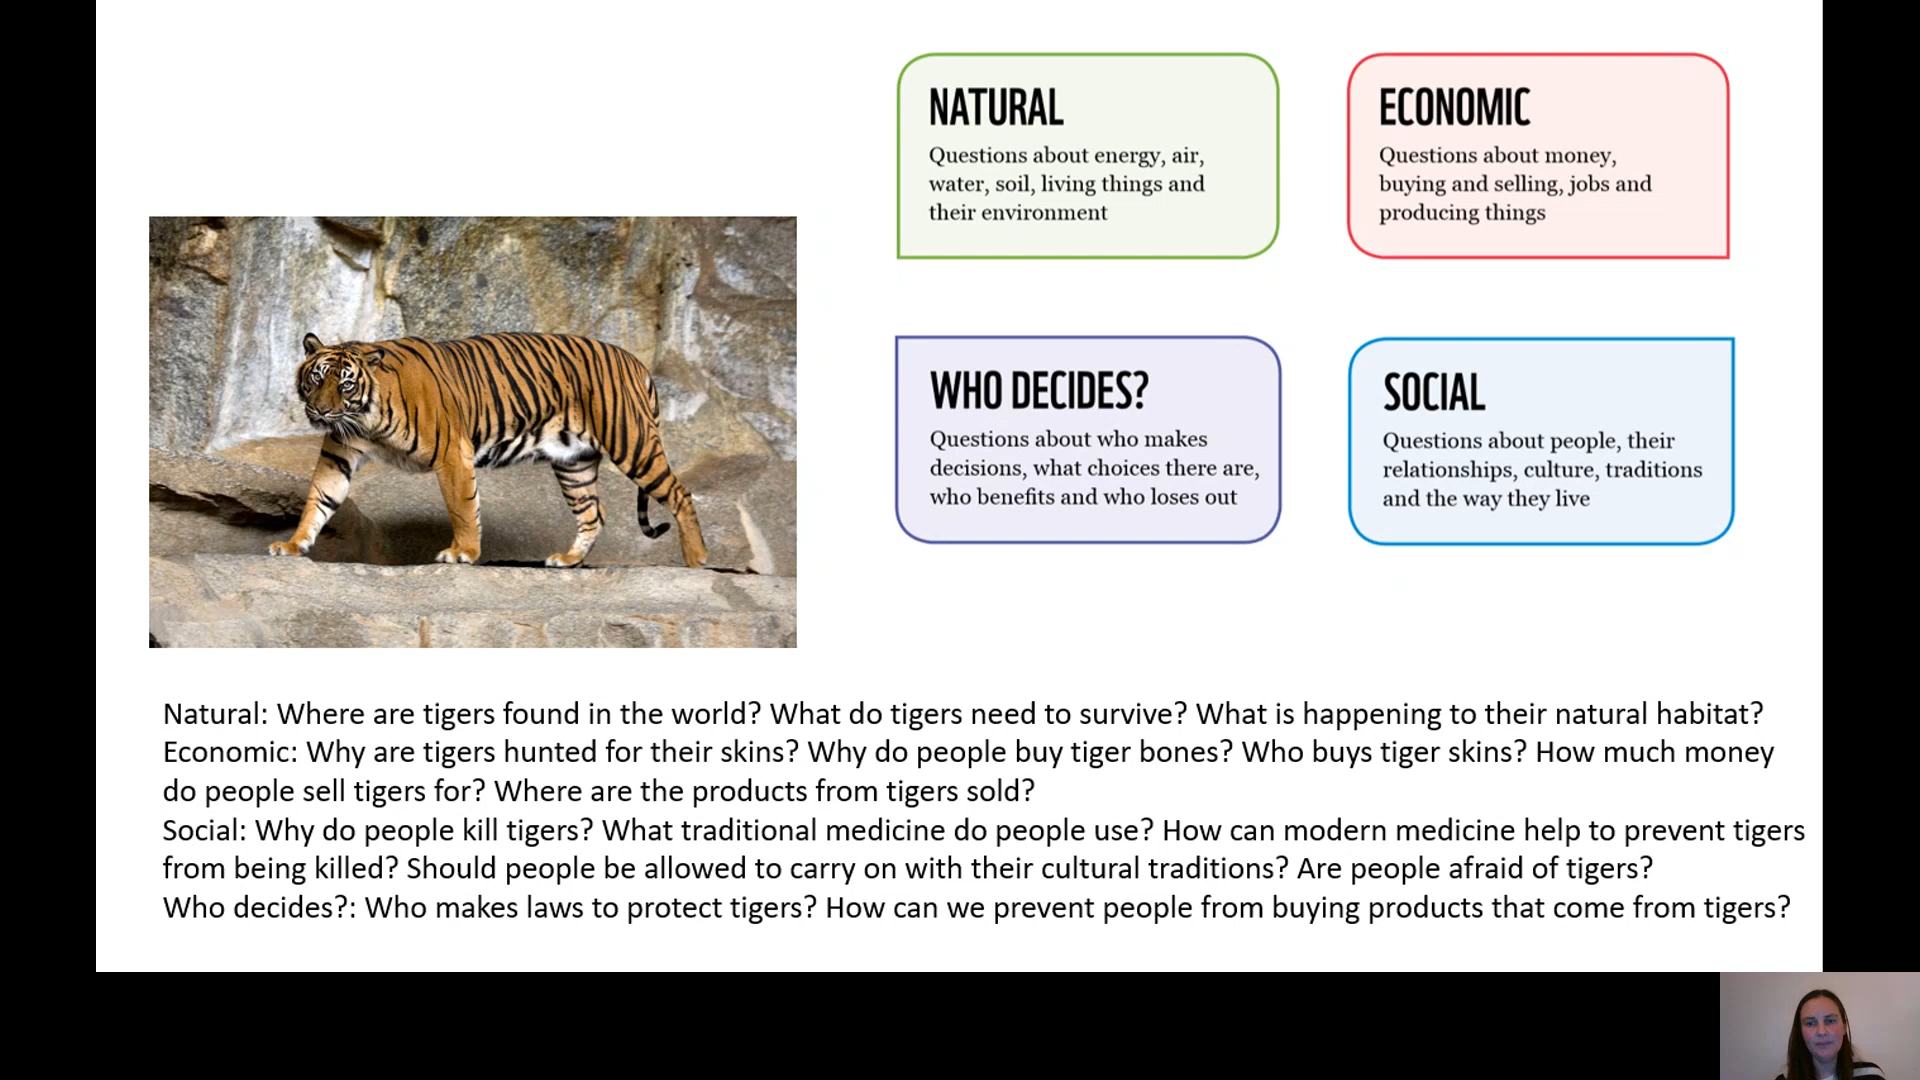 NATURAL
Questions about energy, air,
water, soil, living things and
their environment
ECONOMIC
Questions about money,
buying and selling, jobs and
producing things
WHO DECIDES?
Questions about who makes
decisions, what choices there are,
who benefits and who loses out
SOCIAL
Questions about people, their
relationships, culture, traditions
and the way they live
Natural: Where are tigers found in the world? What do tigers need to survive? What is happening to their natural habitat?
Economic: Why are tigers hunted for their skins? Why do people buy tiger bones? Who buys tiger skins? How much money
do people sell tigers for? Where are the products from tigers sold?
Social: Why do people kill tigers? What traditional medicine do people use? How can modern medicine help to prevent tigers
from being killed? Should people be allowed to carry on with their cultural traditions? Are people afraid of tigers?
Who decides?: Who makes laws to protect tigers? How can we prevent people from buying products that come from tigers?